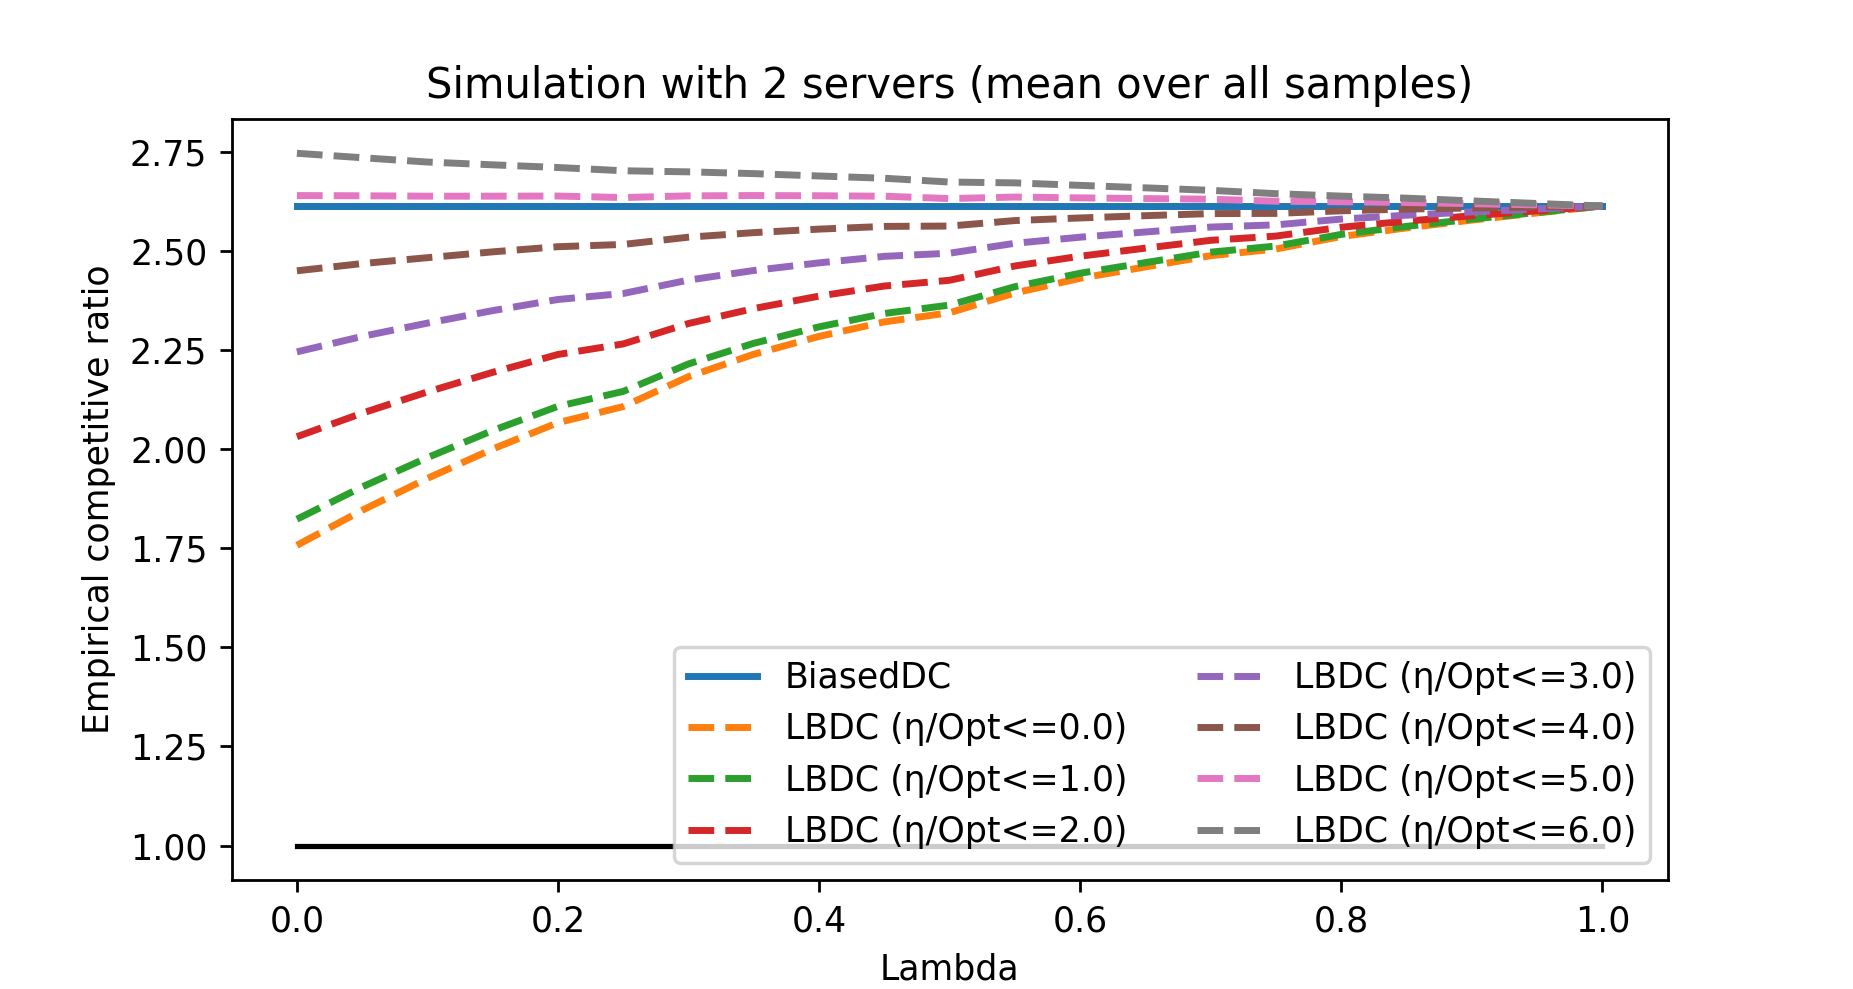 Simulation with 2 servers (mean over all samples)
Empirical competitive ratio
2.75
2.50
2.25
2.00
1.75
1.50
1.25
1.00
BiasedDC
LBDC (η/Opt<=0.0)
LBDC (η/Opt<=1.0)
LBDC (η/Opt<=2.0)
LBDC (η/Opt<=3.0)
LBDC (η/Opt<=4.0)
LBDC (η/Opt<=5.0)
LBDC (η/Opt<=6.0)
0.0 0.2 0.4 0.6 0.8 1.0
Lambda